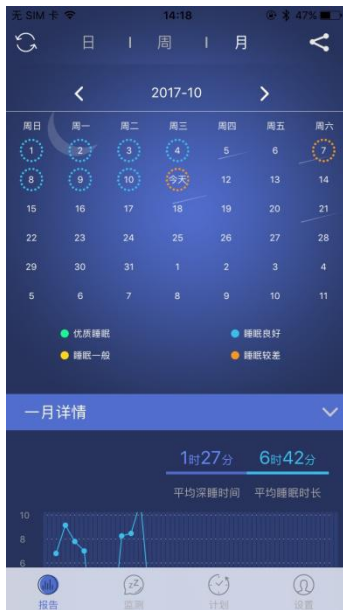 无 SIM 卡 14:18 47%
日 周 月
2017-10
周日 周一 周二 周三 周四 周五 周六
1 2 3 4 5 6 7
8 9 10 今天 12 13 14
15 16 17 18 19 20 21
22 23 24 25 26 27 28
29 30 31 1 2 3 4
5 6 7 8 9 10 11
优质睡眠 睡眠良好
睡眠一般 睡眠较差
一月详情
1时27分 6时42分
平均深睡时间 平均睡眠时长
10
8
6
报告 监测 计划 设置